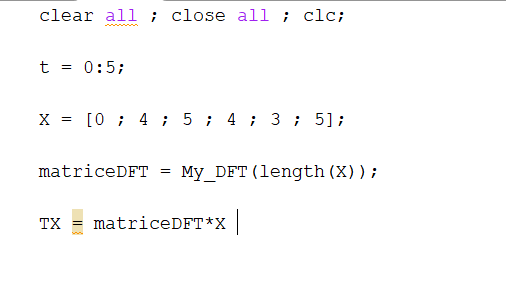 clear all ; close all ; clc;
t = 0:5;
X = [0 ; 4 ; 5 ; 4 ; 3 ; 5];
matriceDFT = My_DFT(length(X));
TX = matriceDFT*X